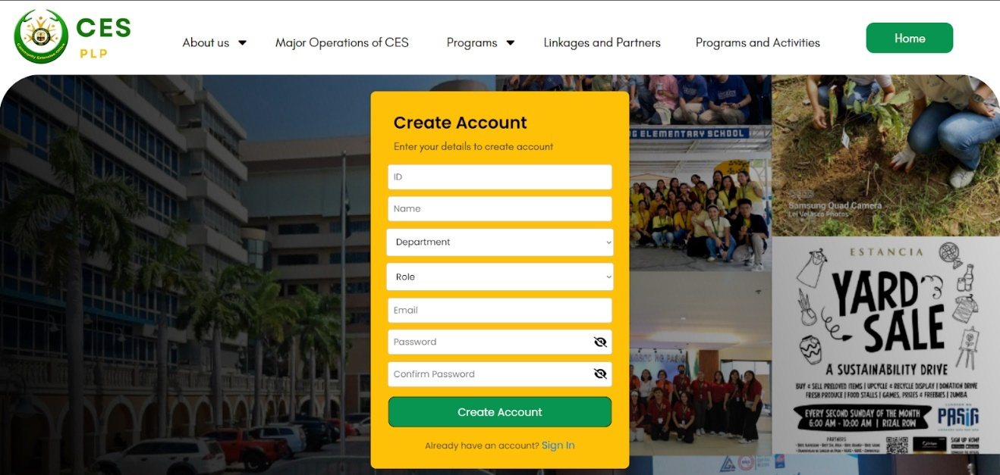 CES
PLP
Community Extension Office
About us
Major Operations of CES
Programs
Linkages and Partners
Programs and Activities
Home
Create Account
Enter your details to create account
ID
Name
Department
Role
Email
Password
Confirm Password
Create Account
Already have an account? Sign In
ELEMENTARY SCHOOL
Samsung Quad Camera
Lei Velasco Photos
ESTANCIA
YARD
SALE
A SUSTAINABILITY DRIVE
BUY & SELL PRELOVED ITEMS | UPCYCLE & RECYCLE DISPLAY | DONATION DRIVE
FRESH PRODUCE | FOOD STALLS | GAMES, PRIZES & FREEBIES | ZUMBA
EVERY SECOND SUNDAY OF THE MONTH
6:00 AM - 10:00 AM | RIZAL ROW
PASIG
PARTNERS
SIGN UP NOW!